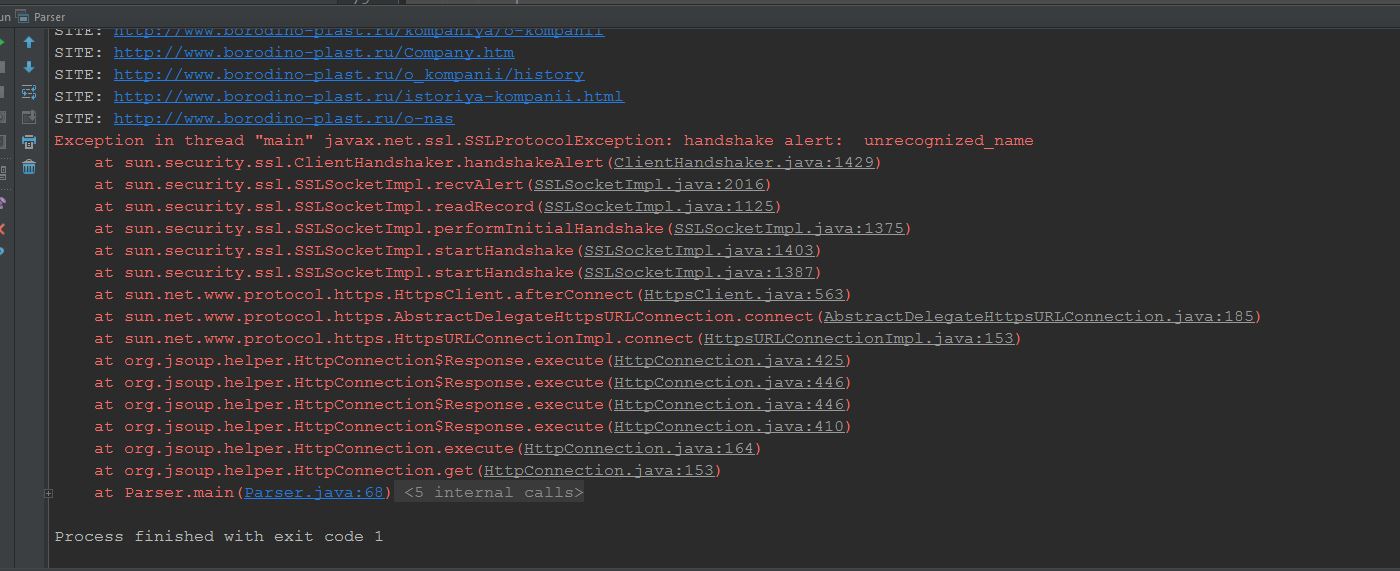 un Parser
SITE: http://www.borodino-plast.ru/kompaniya/o-kompanii
SITE: http://www.borodino-plast.ru/Company.htm
SITE: http://www.borodino-plast.ru/o_kompanii/history
SITE: http://www.borodino-plast.ru/istoriya-kompanii.html
SITE: http://www.borodino-plast.ru/o-nas
Exception in thread "main" javax.net.ssl.SSLProtocolException: handshake alert:  unrecognized_name
at sun.security.ssl.ClientHandshaker.handshakeAlert(ClientHandshaker.java:1429)
at sun.security.ssl.SSLSocketImpl.recvAlert(SSLSocketImpl.java:2016)
at sun.security.ssl.SSLSocketImpl.readRecord(SSLSocketImpl.java:1125)
at sun.security.ssl.SSLSocketImpl.performInitialHandshake(SSLSocketImpl.java:1375)
at sun.security.ssl.SSLSocketImpl.startHandshake(SSLSocketImpl.java:1403)
at sun.security.ssl.SSLSocketImpl.startHandshake(SSLSocketImpl.java:1387)
at sun.net.www.protocol.https.HttpsClient.afterConnect(HttpsClient.java:563)
at sun.net.www.protocol.https.AbstractDelegateHttpsURLConnection.connect(AbstractDelegateHttpsURLConnection.java:185)
at sun.net.www.protocol.https.HttpsURLConnectionImpl.connect(HttpsURLConnectionImpl.java:153)
at org.jsoup.helper.HttpConnection$Response.execute(HttpConnection.java:425)
at org.jsoup.helper.HttpConnection$Response.execute(HttpConnection.java:446)
at org.jsoup.helper.HttpConnection$Response.execute(HttpConnection.java:446)
at org.jsoup.helper.HttpConnection$Response.execute(HttpConnection.java:410)
at org.jsoup.helper.HttpConnection.execute(HttpConnection.java:164)
at org.jsoup.helper.HttpConnection.get(HttpConnection.java:153)
at Parser.main(Parser.java:68) <5 internal calls>
Process finished with exit code 1